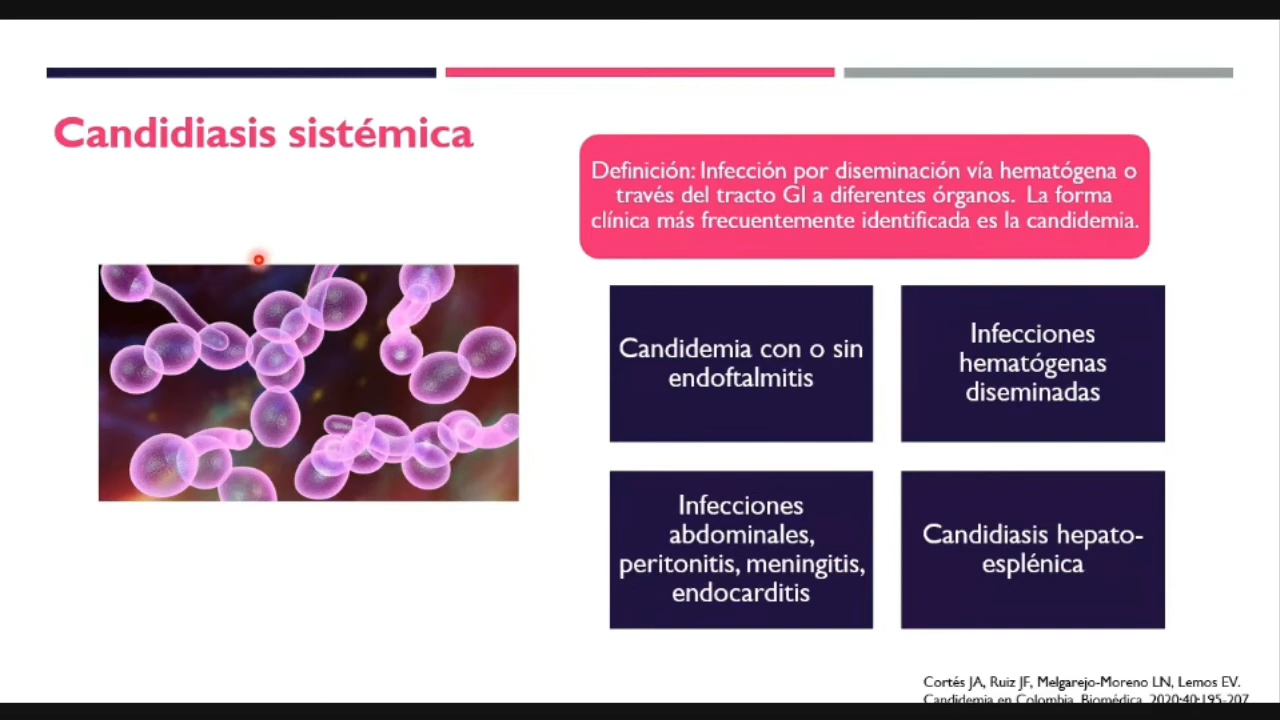 Candidiasis sistémica
Definición: Infección por diseminación vía hematógena o
través del tracto GI a diferentes órganos. La forma
clínica más frecuentemente identificada es la candidemia.
Candidemia con o sin
endoftalmitis
Infecciones
hematógenas
diseminadas
Infecciones
abdominales,
peritonitis, meningitis,
endocarditis
Candidiasis hepato-
esplénica
Cortés JA, Ruiz JF, Melgarejo-Moreno LN, Lemos EV.
Candidemia en Colombia. Biomédica. 2020;40:195-207